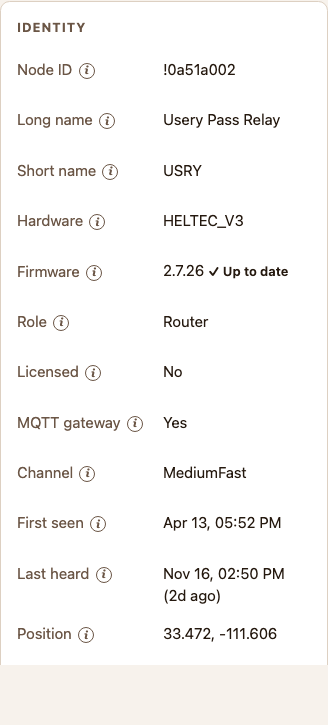 IDENTITY
Node ID i !0a51a002
Long name i Usery Pass Relay
Short name i USRY
Hardware i HELTEC_V3
Firmware i 2.7.26 ✓ Up to date
Role i Router
Licensed i No
MQTT gateway i Yes
Channel i MediumFast
First seen i Apr 13, 05:52 PM
Last heard i Nov 16, 02:50 PM
(2d ago)
Position i 33.472, -111.606